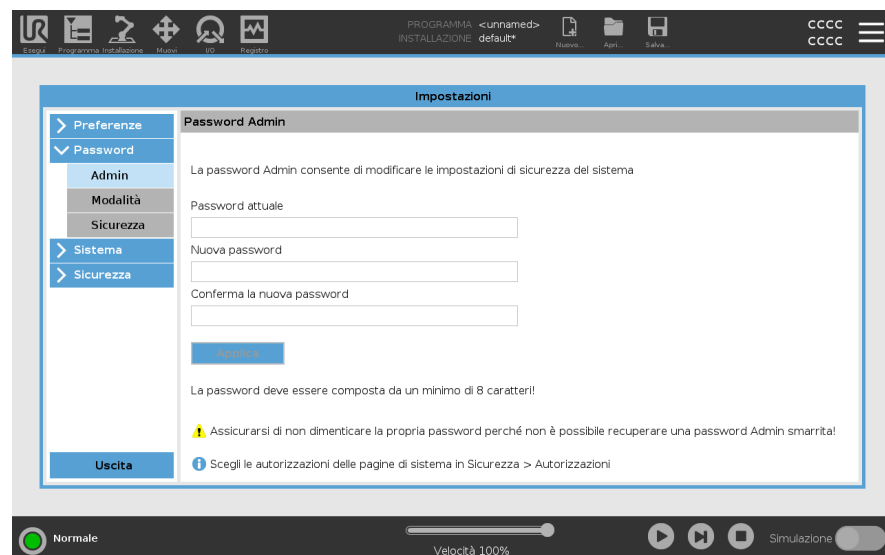 UR
PROGRAMMA <unnamed>
INSTALLAZIONE default*
CCCC
CCCC
Esegui Programma Installazione Muovi I/O Registro
Nuovo... Apri... Salva...
Impostazioni
Preferenze
Password
Admin
Modalità
Sicurezza
Sistema
Sicurezza
Uscita
Password Admin
La password Admin consente di modificare le impostazioni di sicurezza del sistema
Password attuale
Nuova password
Conferma la nuova password
Applica
La password deve essere composta da un minimo di 8 caratteri!
Assicurarsi di non dimenticare la propria password perché non è possibile recuperare una password Admin smarrita!
Scegli le autorizzazioni delle pagine di sistema in Sicurezza > Autorizzazioni
Normale
Velocità 100%
Simulazione